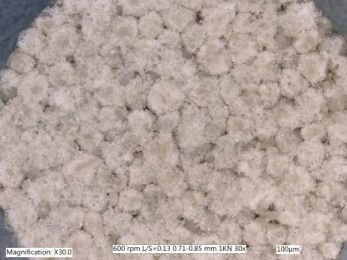 Magnification: X30.0
600 rpm L/S=0.13 0.71-0.85 mm 1KN 30x
100μm